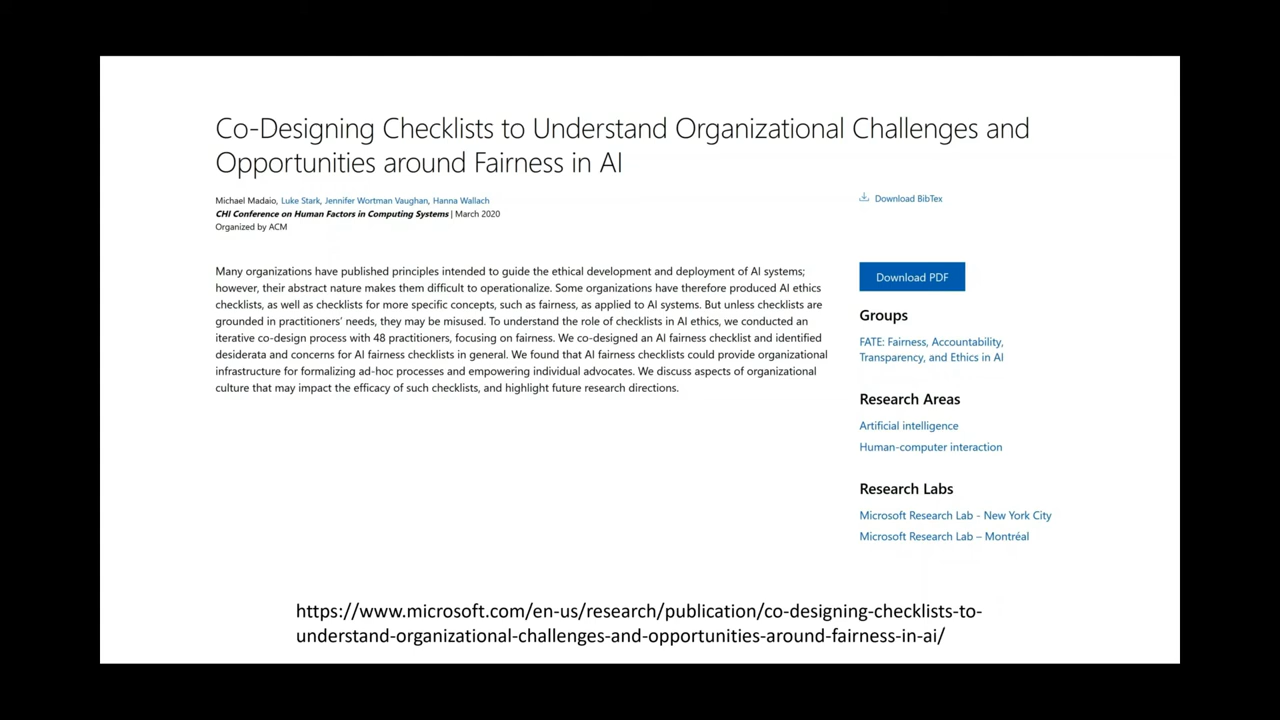 Co-Designing Checklists to Understand Organizational Challenges and
Opportunities around Fairness in AI
Michael Madaio, Luke Stark, Jennifer Wortman Vaughan, Hanna Wallach
CHI Conference on Human Factors in Computing Systems | March 2020
Organized by ACM
Many organizations have published principles intended to guide the ethical development and deployment of AI systems;
however, their abstract nature makes them difficult to operationalize. Some organizations have therefore produced AI ethics
checklists, as well as checklists for more specific concepts, such as fairness, as applied to AI systems. But unless checklists are
grounded in practitioners' needs, they may be misused. To understand the role of checklists in AI ethics, we conducted an
iterative co-design process with 48 practitioners, focusing on fairness. We co-designed an AI fairness checklist and identified
desiderata and concerns for AI fairness checklists in general. We found that AI fairness checklists could provide organizational
infrastructure for formalizing ad-hoc processes and empowering individual advocates. We discuss aspects of organizational
culture that may impact the efficacy of such checklists, and highlight future research directions.
Download BibTex
Download PDF
Groups
FATE: Fairness, Accountability,
Transparency, and Ethics in AI
Research Areas
Artificial intelligence
Human-computer interaction
Research Labs
Microsoft Research Lab - New York City
Microsoft Research Lab – Montréal
https://www.microsoft.com/en-us/research/publication/co-designing-checklists-to-
understand-organizational-challenges-and-opportunities-around-fairness-in-ai/